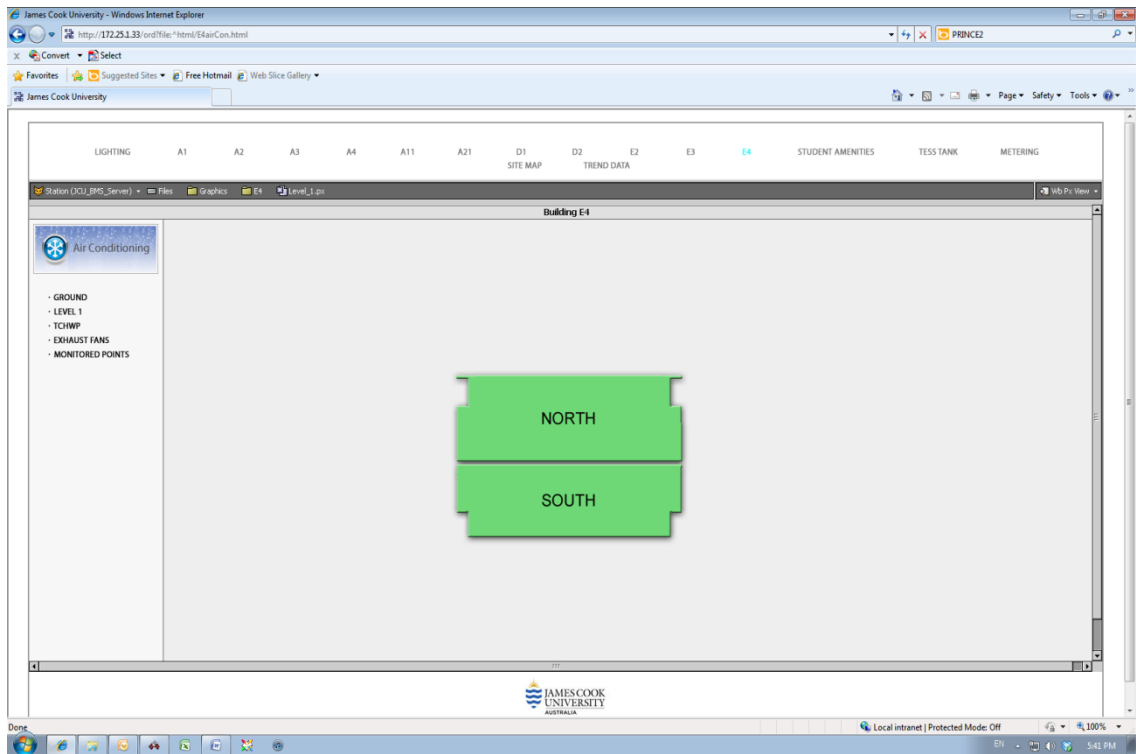 James Cook University - Windows Internet Explorer
http://172.25.1.33/ord?file:^html/E4airCon.html
PRINCE2
x Convert Select
Favorites Suggested Sites Free Hotmail Web Slice Gallery
James Cook University
Page Safety Tools
LIGHTING A1 A2 A3 A4 A11 A21 D1 D2 E2 E3 E4 STUDENT AMENITIES TESS TANK METERING
SITE MAP TREND DATA
Station (JCU_BMS_Server) Files Graphics E4 Level_1.px Wb Px View
Building E4
Air Conditioning
· GROUND
· LEVEL 1
· TCHWP
· EXHAUST FANS
· MONITORED POINTS
NORTH
SOUTH
JAMES COOK
UNIVERSITY
AUSTRALIA
Done Local intranet | Protected Mode: Off 100%
EN 5:41 PM